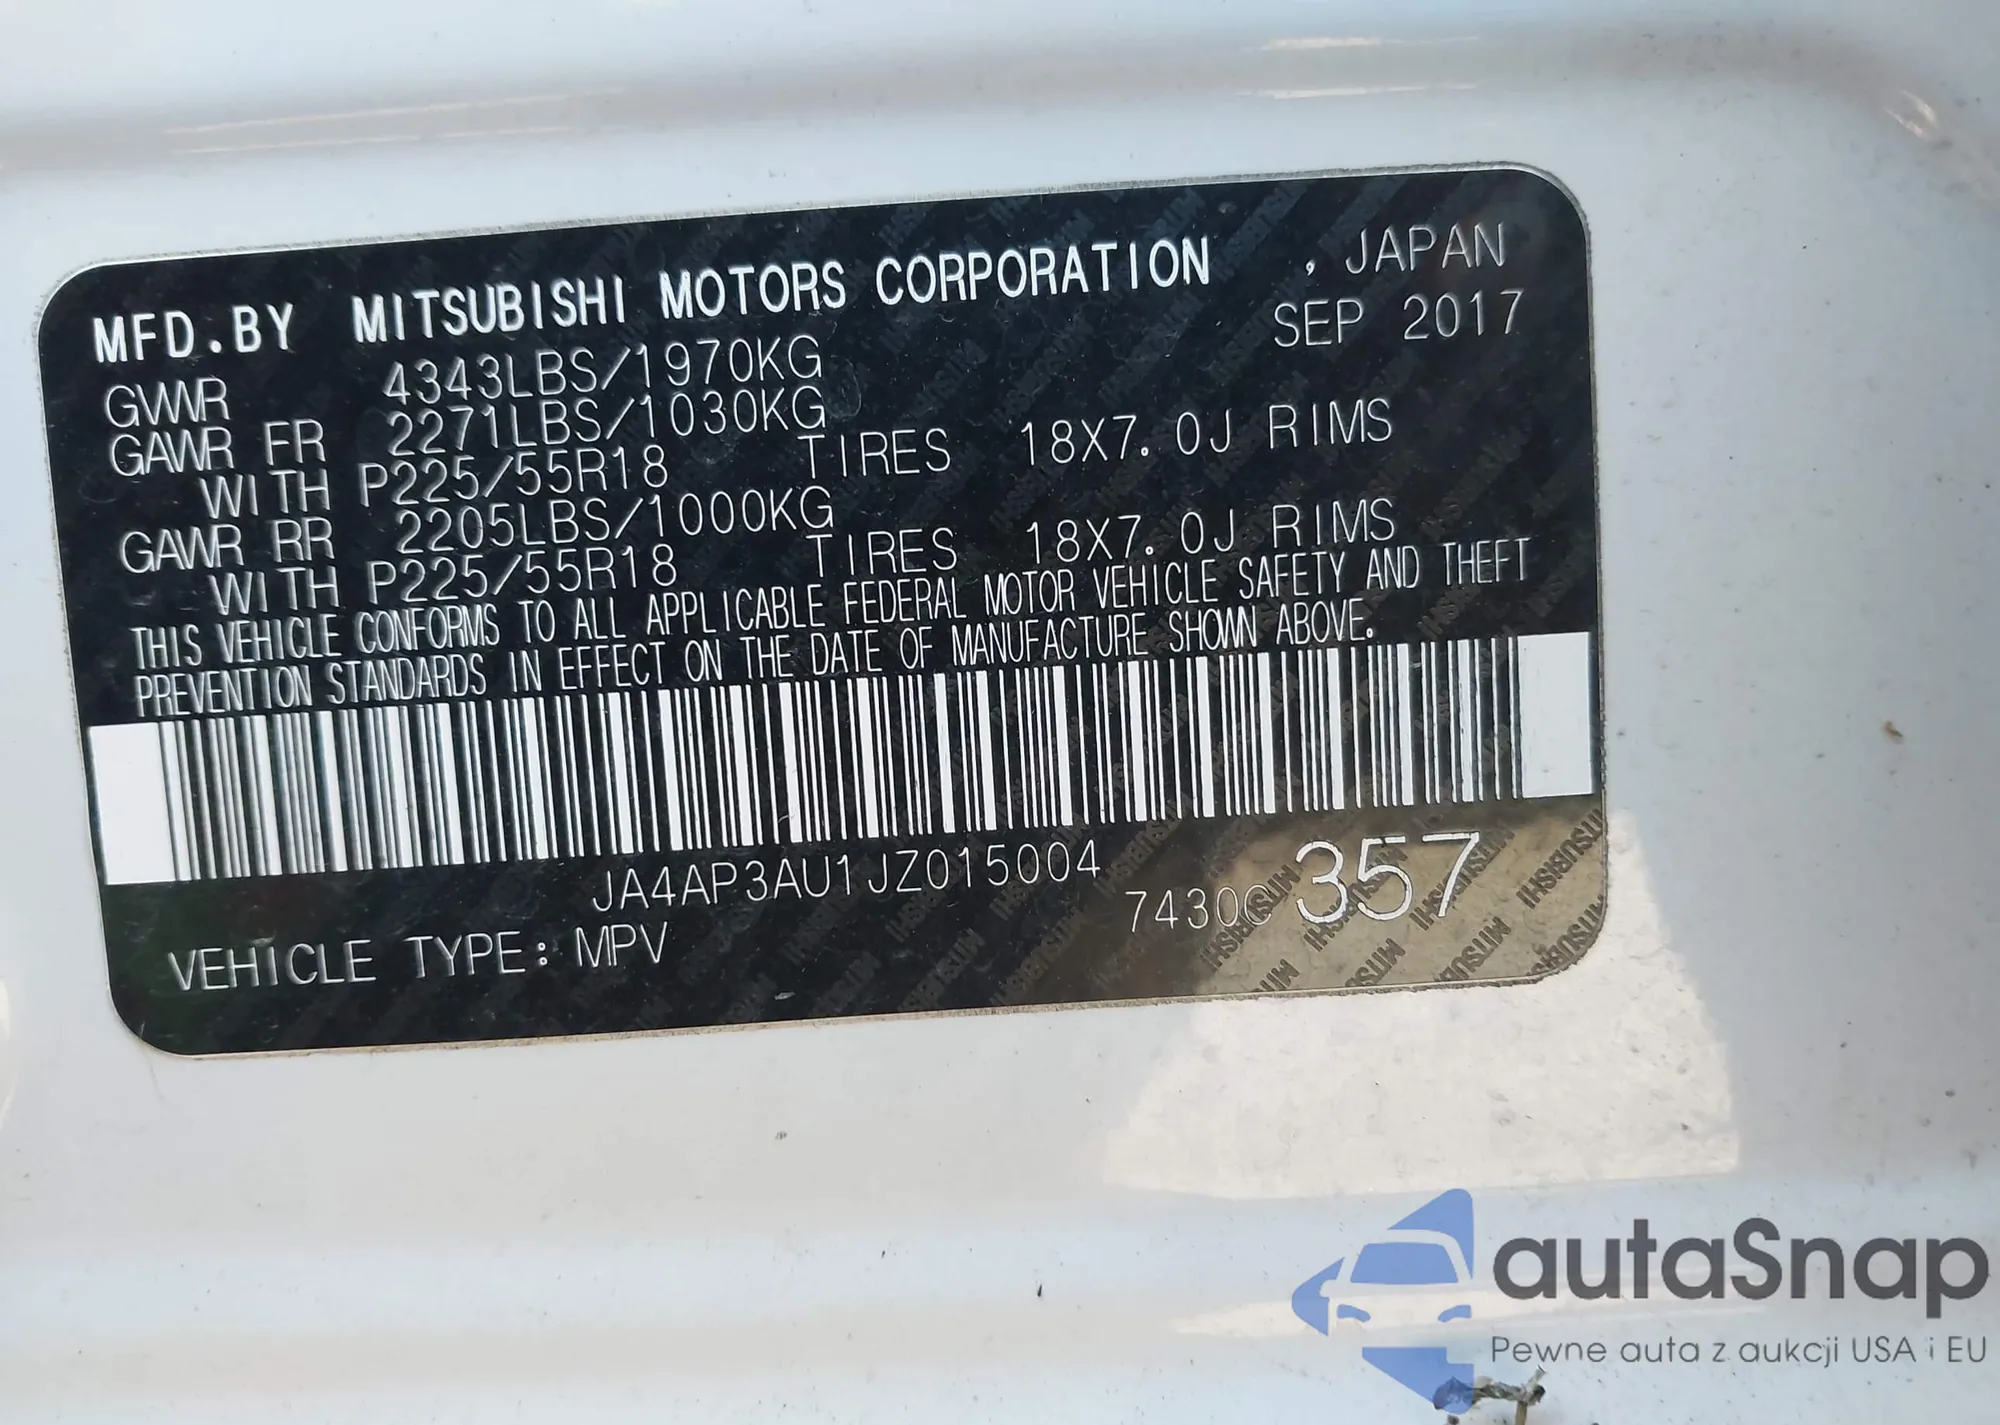 MFD.BY MITSUBISHI MOTORS CORPORATION , JAPAN
SEP 2017
GVWR 4343LBS/1970KG
GAWR FR 2271LBS/1030KG
WITH P225/55R18 TIRES 18X7.0J RIMS
GAWR RR 2205LBS/1000KG
WITH P225/55R18 TIRES 18X7.0J RIMS
THIS VEHICLE CONFORMS TO ALL APPLICABLE FEDERAL MOTOR VEHICLE SAFETY AND THEFT
PREVENTION STANDARDS IN EFFECT ON THE DATE OF MANUFACTURE SHOWN ABOVE.
JA4AP3AU1JZ015004
7430C357
VEHICLE TYPE: MPV
autaSnap
Pewne auta z aukcji USA i EU